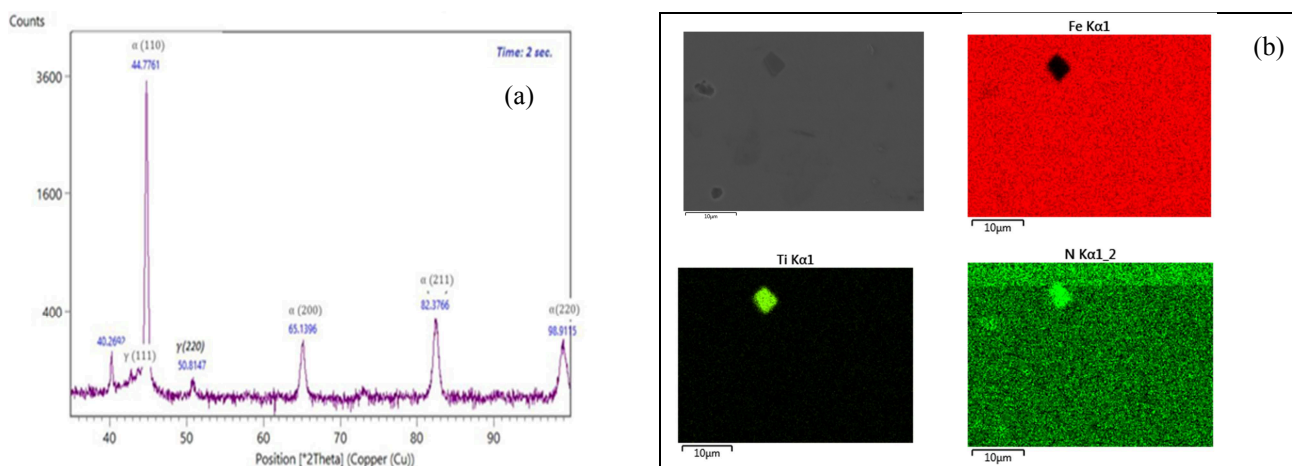 Counts
α (110)
44.7761
Time: 2 sec.
(a)
3600
1600
400
40.2692
γ (111)
γ(220)
50.8147
α (200)
65.1396
α (211)
82.3766
α(220)
98.9115
40 50 60 70 80 90
Position [°2Theta] (Copper (Cu))
(b)
10μm
Fe Kα1
10μm
Ti Kα1
10μm
N Kα1_2
10μm